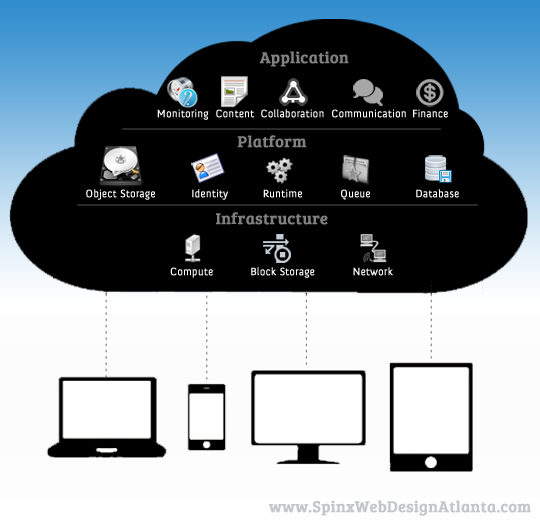 Application
Monitoring Content Collaboration Communication Finance
Platform
Object Storage Identity Runtime Queue Database
Infrastructure
Compute Block Storage Network
www.SpinxWebDesignAtlanta.com